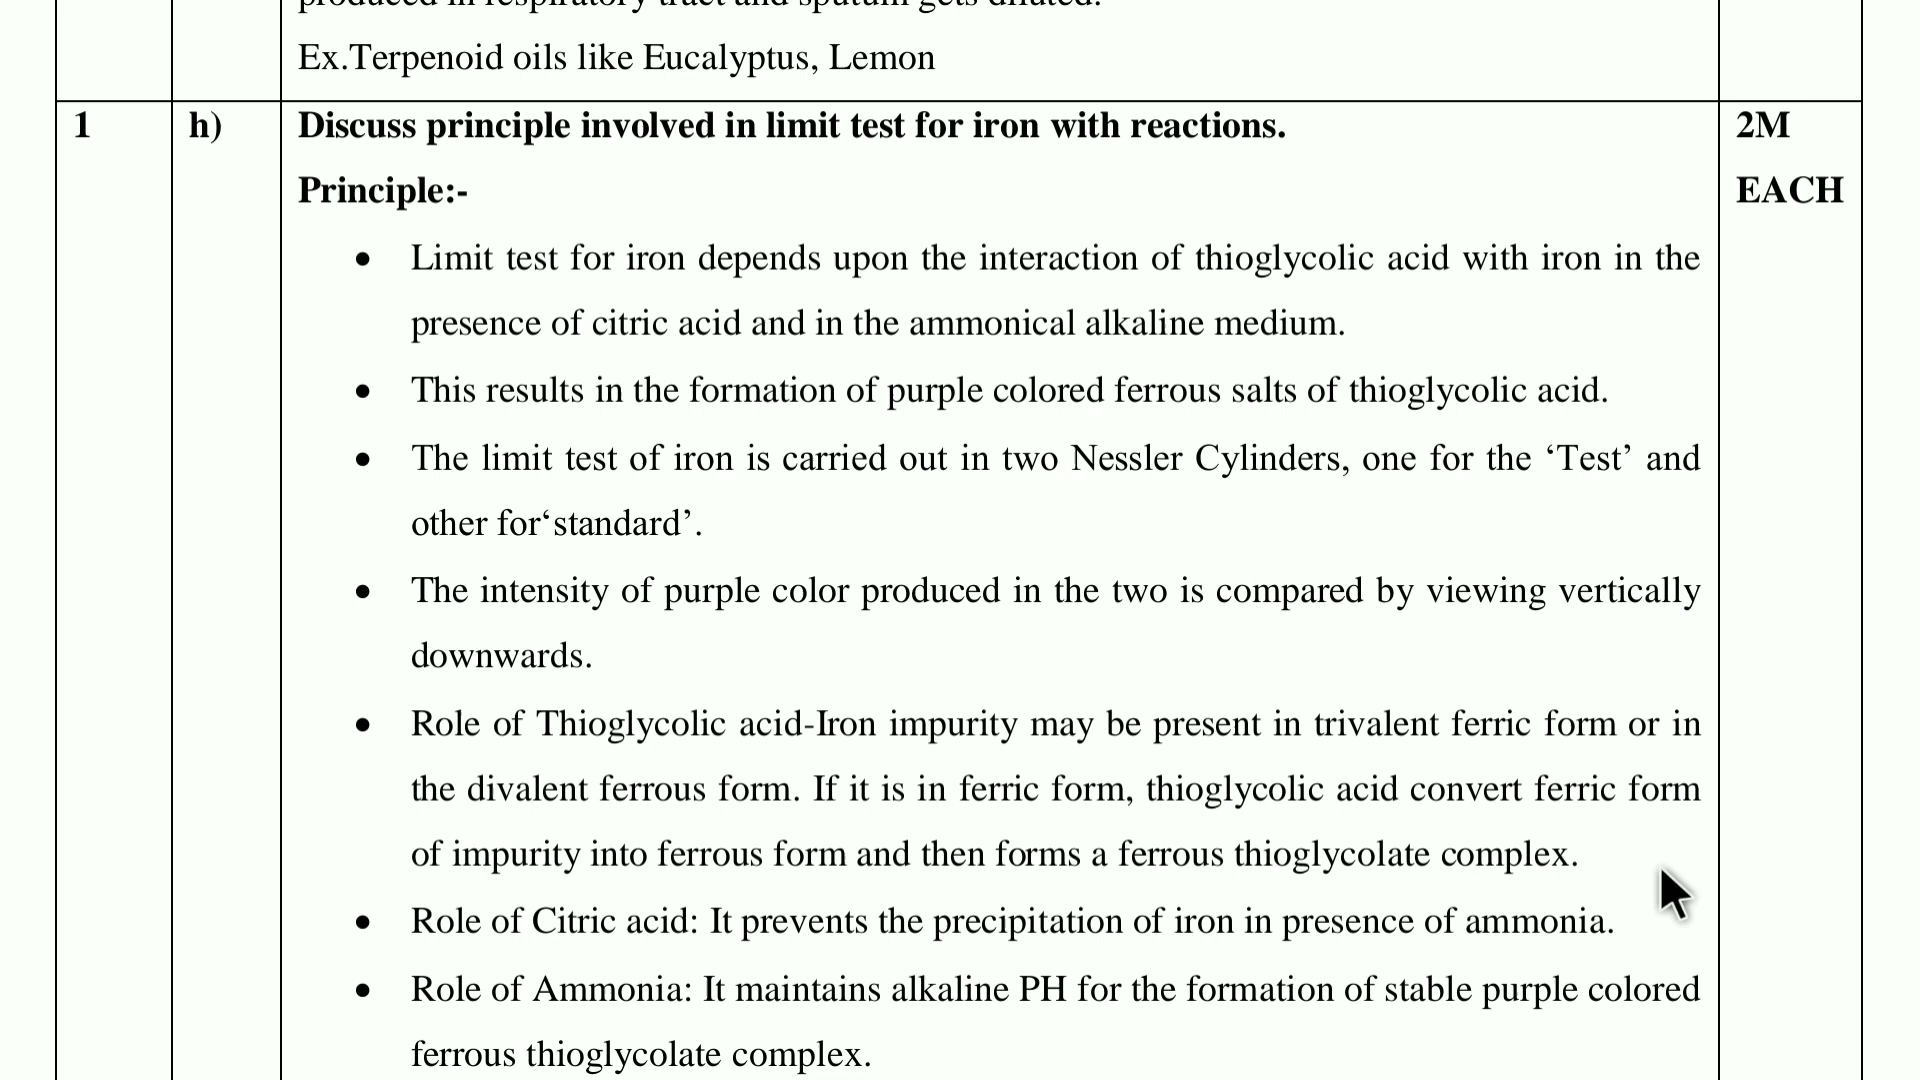 produced in respiratory tract and sputum gets diluted.
Ex.Terpenoid oils like Eucalyptus, Lemon
1 h) Discuss principle involved in limit test for iron with reactions. 2M
Principle:- EACH
• Limit test for iron depends upon the interaction of thioglycolic acid with iron in the
presence of citric acid and in the ammonical alkaline medium.
• This results in the formation of purple colored ferrous salts of thioglycolic acid.
• The limit test of iron is carried out in two Nessler Cylinders, one for the ‘Test’ and
other for‘standard’.
• The intensity of purple color produced in the two is compared by viewing vertically
downwards.
• Role of Thioglycolic acid-Iron impurity may be present in trivalent ferric form or in
the divalent ferrous form. If it is in ferric form, thioglycolic acid convert ferric form
of impurity into ferrous form and then forms a ferrous thioglycolate complex.
• Role of Citric acid: It prevents the precipitation of iron in presence of ammonia.
• Role of Ammonia: It maintains alkaline PH for the formation of stable purple colored
ferrous thioglycolate complex.